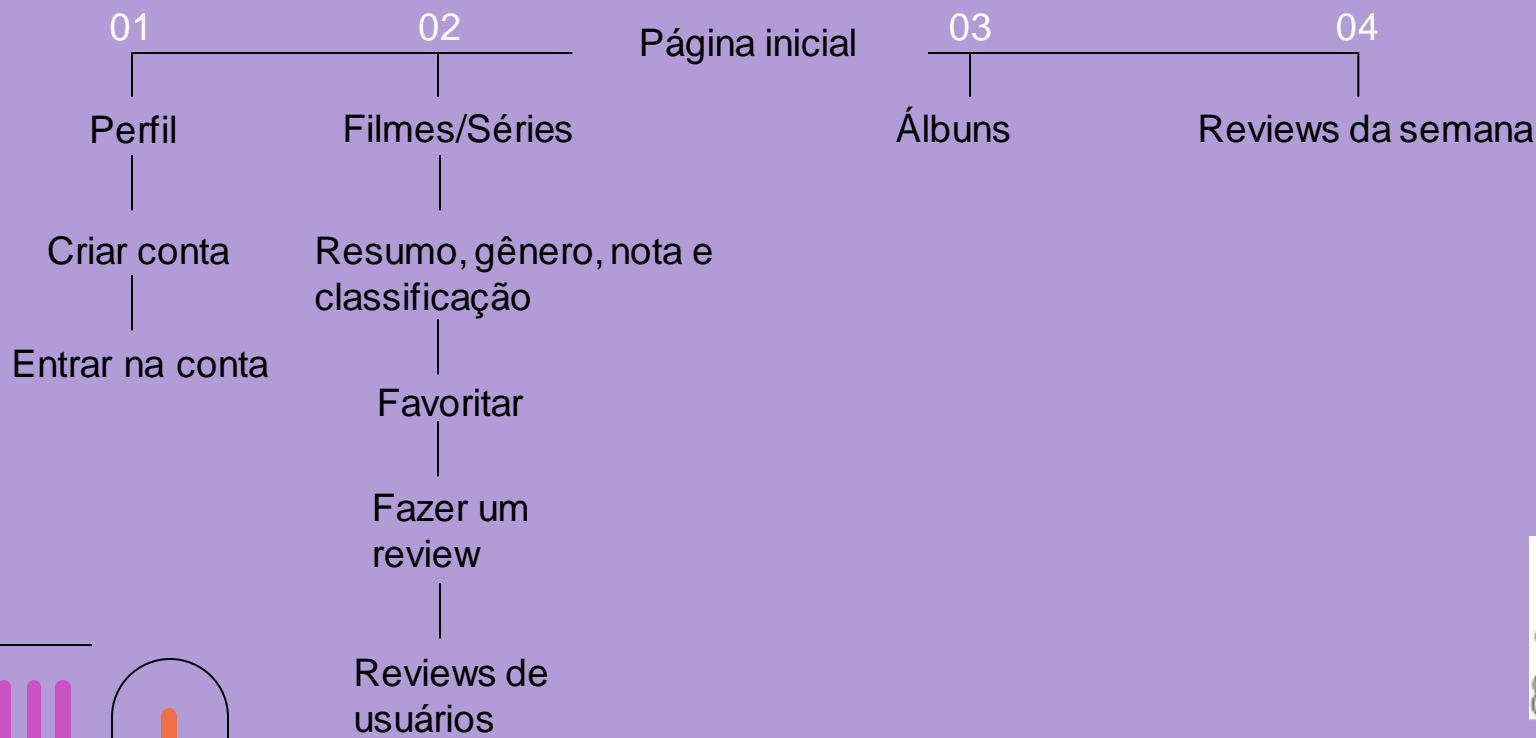 01
02
Página inicial
03
04
Perfil
Filmes/Séries
Álbuns
Reviews da semana
Criar conta
Resumo, gênero, nota e
classificação
Entrar na conta
Favoritar
Fazer um
review
Reviews de
usuários